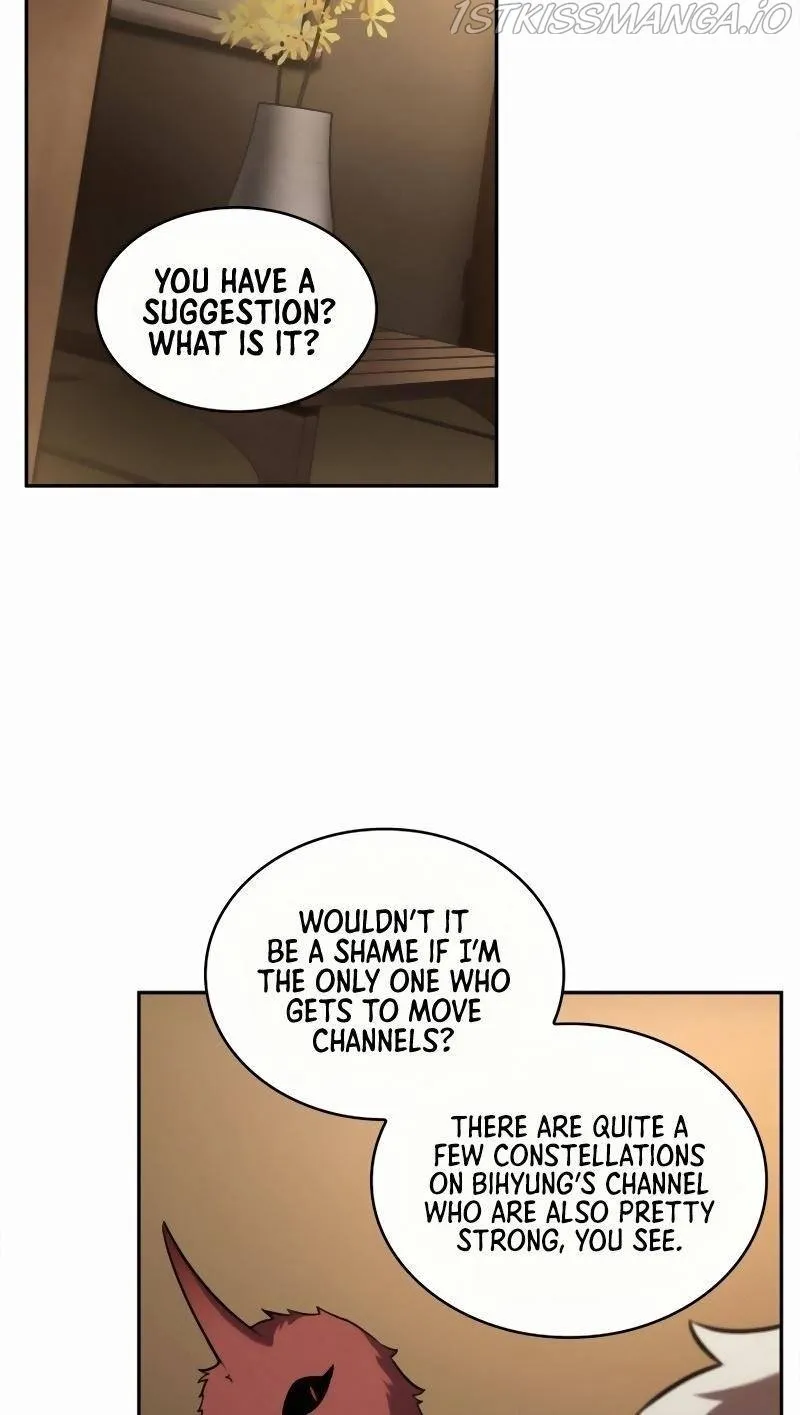 1STKISSMANGA.IO
YOU HAVE A
SUGGESTION?
WHAT IS IT?
WOULDN'T IT
BE A SHAME IF I'M
THE ONLY ONE WHO
GETS TO MOVE
CHANNELS?
THERE ARE QUITE A
FEW CONSTELLATIONS
ON BIHYUNG'S CHANNEL
WHO ARE ALSO PRETTY
STRONG, YOU SEE.